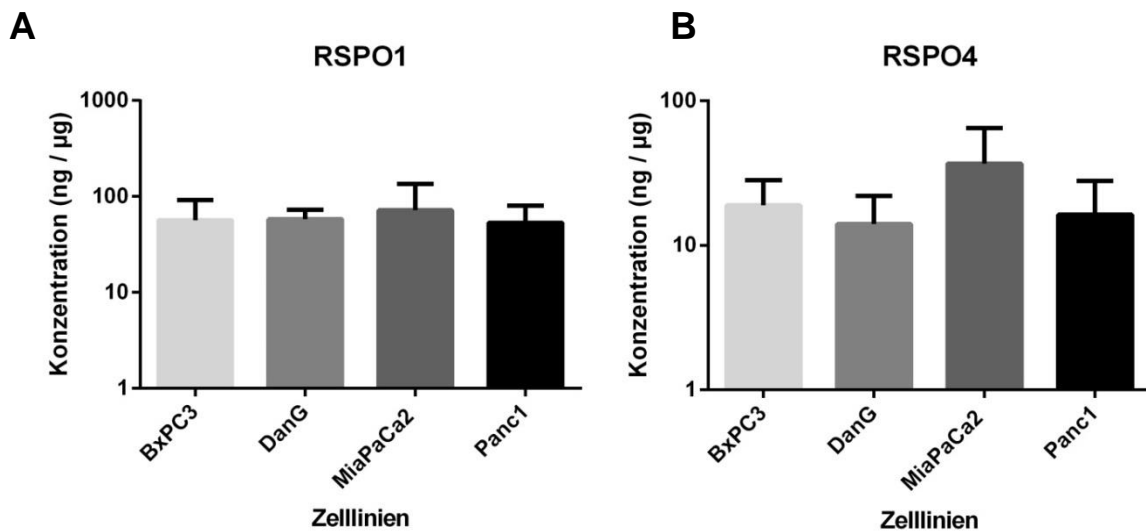 A
RSPO1
Konzentration (ng / µg)
1000
100
10
1
BxPC3
DanG
MiaPaCa2
Panc1
Zelllinien
B
RSPO4
Konzentration (ng / µg)
100
10
1
BxPC3
DanG
MiaPaCa2
Panc1
Zelllinien